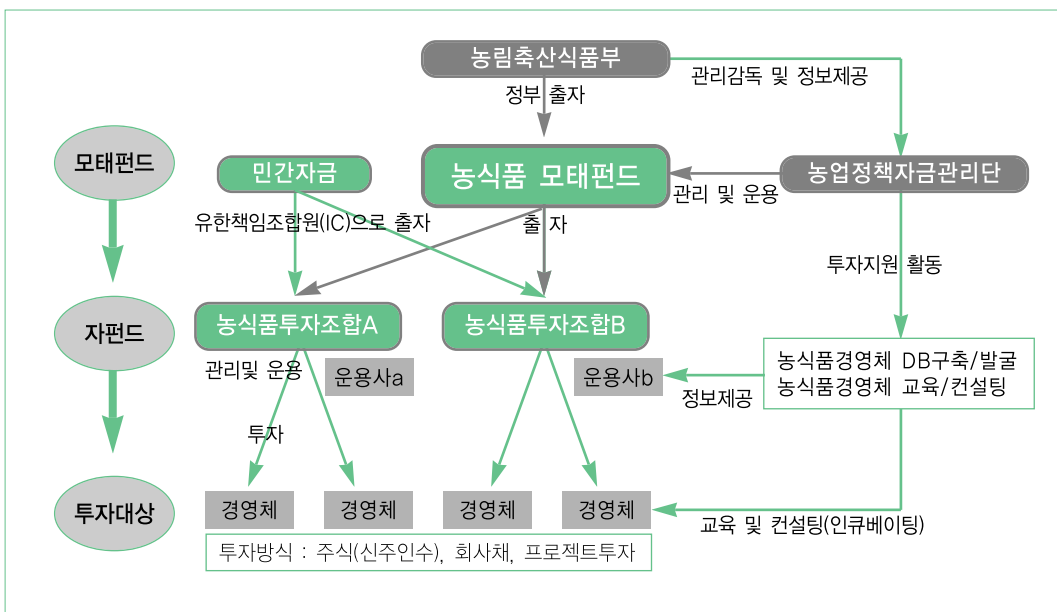 농림축산식품부
관리감독 및 정보제공
정부 출자
모태펀드
민간자금
농식품 모태펀드
농업정책자금관리단
관리 및 운용
유한책임조합원(IC)으로 출자
출 자
투자지원 활동
자펀드
농식품투자조합A
농식품투자조합B
관리및 운용
운용사a
운용사b
농식품경영체 DB구축/발굴
농식품경영체 교육/컨설팅
정보제공
투자
투자대상
경영체
경영체
경영체
경영체
교육 및 컨설팅(인큐베이팅)
투자방식 : 주식(신주인수), 회사채, 프로젝트투자